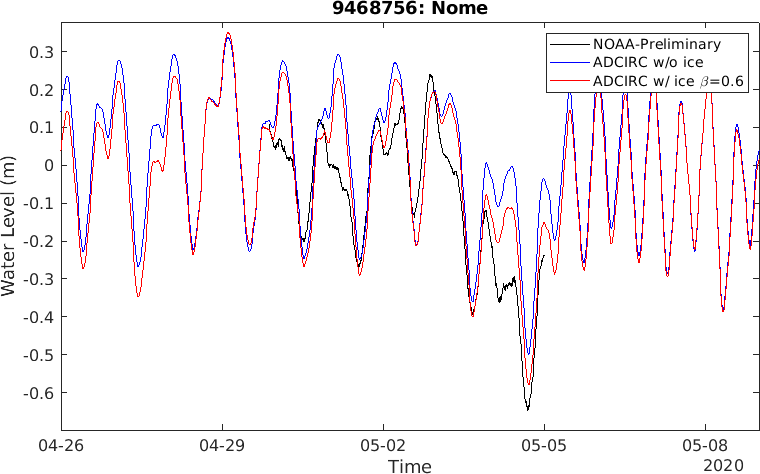 9468756: Nome
NOAA-Preliminary
ADCIRC w/o ice
ADCIRC w/ ice β=0.6
Water Level (m)
0.3
0.2
0.1
0
-0.1
-0.2
-0.3
-0.4
-0.5
-0.6
04-26
04-29
05-02
05-05
05-08
Time
2020